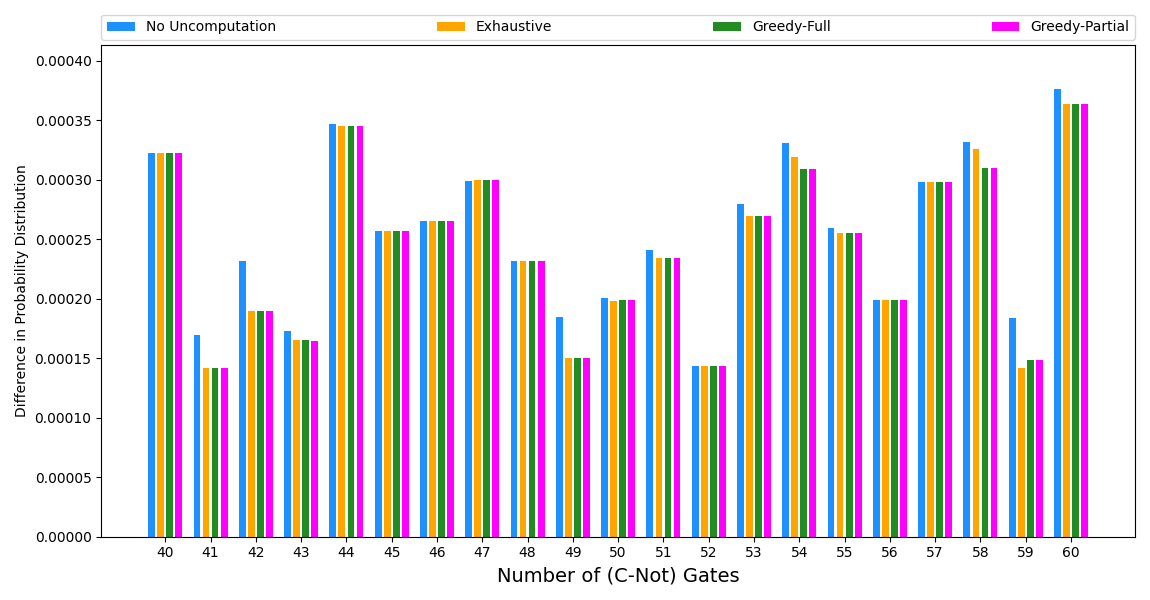 No Uncomputation Exhaustive Greedy-Full Greedy-Partial
Difference in Probability Distribution
0.00040
0.00035
0.00030
0.00025
0.00020
0.00015
0.00010
0.00005
0.00000
40 41 42 43 44 45 46 47 48 49 50 51 52 53 54 55 56 57 58 59 60
Number of (C-Not) Gates